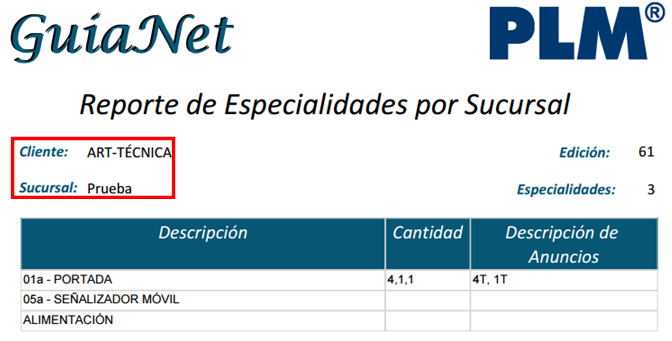 GuíaNet PLM®
Reporte de Especialidades por Sucursal
Cliente: ART-TÉCNICA Edición: 61
Sucursal: Prueba Especialidades: 3
Descripción Cantidad Descripción de Anuncios
01a - PORTADA 4,1,1 4T, 1T
05a - SEÑALIZADOR MÓVIL
ALIMENTACIÓN